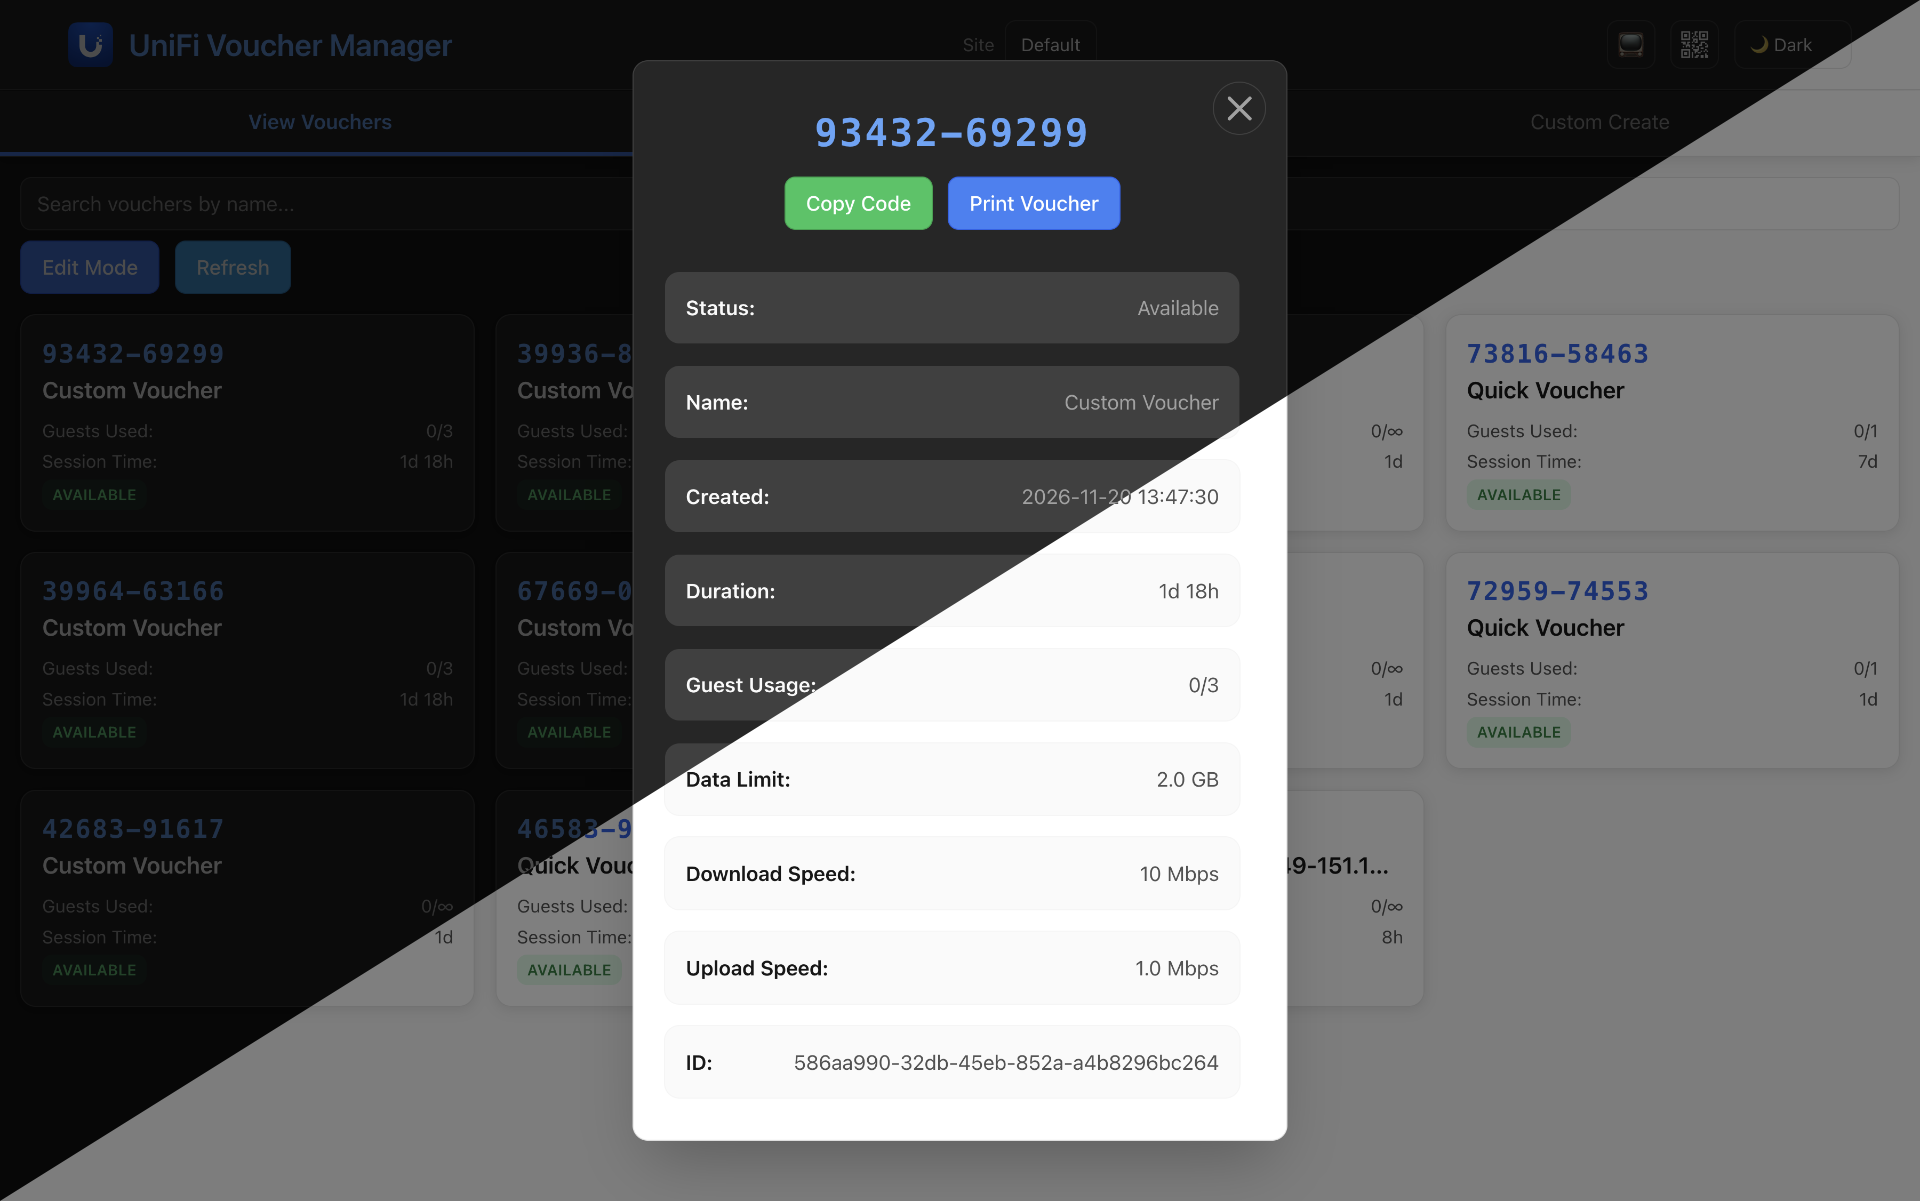 UniFi Voucher Manager
Site Default
Dark
View Vouchers
Custom Create
Search vouchers by name...
Edit Mode
Refresh
93432-69299
Copy Code
Print Voucher
Status: Available
Name: Custom Voucher
Created: 2026-11-20 13:47:30
Duration: 1d 18h
Guest Usage: 0/3
Data Limit: 2.0 GB
Download Speed: 10 Mbps
Upload Speed: 1.0 Mbps
ID: 586aa990-32db-45eb-852a-a4b8296bc264
93432-69299
Custom Voucher
Guests Used: 0/3
Session Time: 1d 18h
AVAILABLE
39936-8
Custom Vo
Guests Used:
Session Time:
AVAILABLE
0/∞
1d
73816-58463
Quick Voucher
Guests Used: 0/1
Session Time: 7d
AVAILABLE
39964-63166
Custom Voucher
Guests Used: 0/3
Session Time: 1d 18h
AVAILABLE
67669-0
Custom Vo
Guests Used:
Session Time:
AVAILABLE
0/∞
1d
72959-74553
Quick Voucher
Guests Used: 0/1
Session Time: 1d
AVAILABLE
42683-91617
Custom Voucher
Guests Used: 0/∞
Session Time: 1d
AVAILABLE
46583-9
Quick Vouc
Guests Used:
Session Time:
AVAILABLE
49-151.1...
0/∞
8h